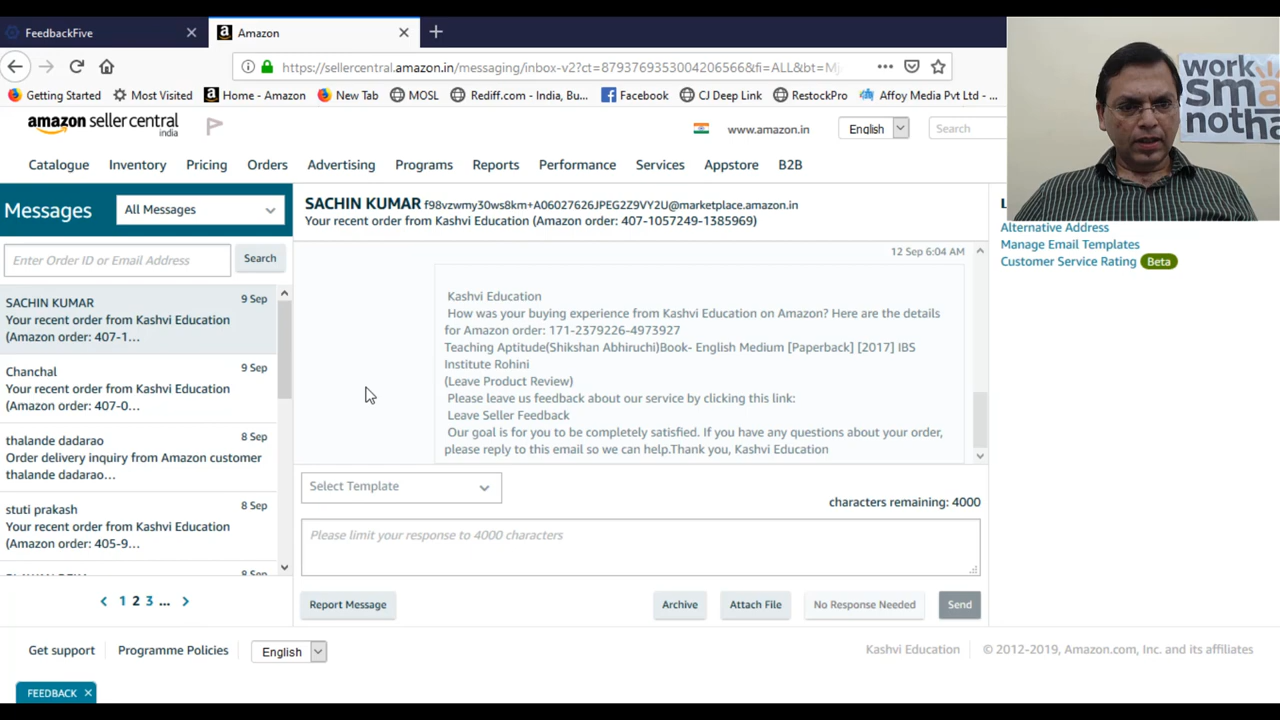 FeedbackFive
Amazon
https://sellercentral.amazon.in/messaging/inbox-v2?ct=879376935300420656​6&fi=ALL&bt=M
Getting Started Most Visited Home - Amazon New Tab MOSL Rediff.com - India, Bu... Facebook CJ Deep Link RestockPro Affoy Media Pvt Ltd - ...
work
sma
notha
amazon seller central
india
www.amazon.in
English
Search
Catalogue Inventory Pricing Orders Advertising Programs Reports Performance Services Appstore B2B
Messages
All Messages
Enter Order ID or Email Address
Search
SACHIN KUMAR 9 Sep
Your recent order from Kashvi Education
(Amazon order: 407-1...
Chanchal 9 Sep
Your recent order from Kashvi Education
(Amazon order: 407-0...
thalande dadarao 8 Sep
Order delivery inquiry from Amazon customer
thalande dadarao...
stuti prakash 8 Sep
Your recent order from Kashvi Education
(Amazon order: 405-9...
8 Sep
1 2 3 ...
SACHIN KUMAR f98vzwmy30ws8km+A06027626JPEG2Z9VY2U@marketplace.amazon.in
Your recent order from Kashvi Education (Amazon order: 407-1057249-1385969)
12 Sep 6:04 AM
Kashvi Education
How was your buying experience from Kashvi Education on Amazon? Here are the details
for Amazon order: 171-2379226-4973927
Teaching Aptitude(Shikshan Abhiruchi)Book- English Medium [Paperback] [2017] IBS
Institute Rohini
(Leave Product Review)
Please leave us feedback about our service by clicking this link:
Leave Seller Feedback
Our goal is for you to be completely satisfied. If you have any questions about your order,
please reply to this email so we can help.Thank you, Kashvi Education
Select Template
characters remaining: 4000
Please limit your response to 4000 characters
Report Message Archive Attach File No Response Needed Send
Alternative Address
Manage Email Templates
Customer Service Rating Beta
Get support Programme Policies English Kashvi Education © 2012-2019, Amazon.com, Inc. and its affiliates
FEEDBACK